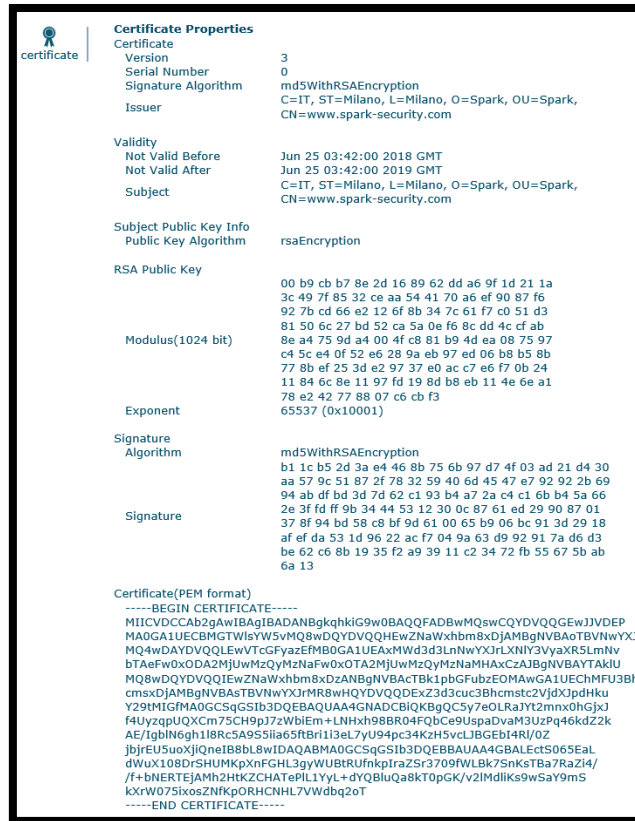 certificate
Certificate Properties
Certificate
Version 3
Serial Number 0
Signature Algorithm md5WithRSAEncryption
Issuer C=IT, ST=Milano, L=Milano, O=Spark, OU=Spark,
CN=www.spark-security.com
Validity
Not Valid Before Jun 25 03:42:00 2018 GMT
Not Valid After Jun 25 03:42:00 2019 GMT
Subject C=IT, ST=Milano, L=Milano, O=Spark, OU=Spark,
CN=www.spark-security.com
Subject Public Key Info
Public Key Algorithm rsaEncryption
RSA Public Key
Modulus(1024 bit)
00 b9 cb b7 8e 2d 16 89 62 dd a6 9f 1d 21 1a
3c 49 7f 85 32 ce aa 54 41 70 a6 ef 90 87 f6
92 7b cd 66 e2 12 6f 8b 34 7c 61 f7 c0 51 d3
81 50 6c 27 bd 52 ca 5a 0e f6 8c dd 4c cf ab
8e a4 75 9d a4 00 4f c8 81 b9 4d ea 08 75 97
c4 5c e4 0f 52 e6 28 9a eb 97 ed 06 b8 b5 8b
77 8b ef 25 3d e2 97 37 e0 ac c7 e6 f7 0b 24
11 84 6c 8e 11 97 fd 19 8d b8 eb 11 4e 6e a1
78 e2 42 77 88 07 c6 cb f3
Exponent 65537 (0x10001)
Signature
Algorithm md5WithRSAEncryption
Signature
b1 1c b5 2d 3a e4 46 8b 75 6b 97 d7 4f 03 ad 21 d4 30
aa 57 9c 51 87 2f 78 32 59 40 6d 45 47 e7 92 92 2b 69
94 ab df bd 3d 7d 62 c1 93 b4 a7 2a c4 c1 6b b4 5a 66
2e 3f fd ff 9b 34 44 53 12 30 0c 87 61 ed 29 90 87 01
37 8f 94 bd 58 c8 bf 9d 61 00 65 b9 06 bc 91 3d 29 18
af ef da 53 1d 96 22 ac f7 04 9a 63 d9 92 91 7a d6 d3
be 62 c6 8b 19 35 f2 a9 39 11 c2 34 72 fb 55 67 5b ab
6a 13
Certificate(PEM format)
-----BEGIN CERTIFICATE-----
MIICVDCCAb2gAwIBAgIBADANBgkqhkiG9w0BAQQFADBwMQswCQYDVQQGEwJJVDEP
MA0GA1UECBMGTWlsYW5vMQ8wDQYDVQQHEwZNaWxhbm8xDjAMBgNVBAoTBVNwYXJ
MQ4wDAYDVQQLEwVTcGFyazEfMB0GA1UEAxMWd3d3LnNwYXJrLXNlY3VyaXR5LmNv
bTAeFw0xODA2MjUwMzQyMzNaFw0xOTA2MjUwMzQyMzNaMHAxCzAJBgNVBAYTAklU
MQ8wDQYDVQQIEwZNaWxhbm8xDzANBgNVBAcTBk1pbGFubzEOMAwGA1UEChMFU3Bh
cmsxDjAMBgNVBAsTBVNwYXJrMR8wHQYDVQQDExZ3d3cuc3Bhcmstc2VjdXJpdHku
Y29tMIGfMA0GCSqGSIb3DQEBAQUAA4GNADCBiQKBgQC5y7eOLRaJYt2mnx0hGjxJ
f4UyzqpUQXCm75CH9pJ7zWbiEm+LNHxh98BR04FQbCe9UspaDvaM3UzPq46kdZ2k
AE/IgblN6gh1l8Rc5A9S5iia65ftBri1i3eL7yU94pc34KzH5vcLJBGEbI4Rl/0Z
jbjrEU5uoXjiQneIB8bL8wIDAQABMA0GCSqGSIb3DQEBBAUAA4GBALEctS065EaL
dWuX108DrSHUMKpXnFGHL3gyWUBtRUfnkpIraZSr3709fWLBk7SnKsTBa7RaZi4/
/f+bNERTEjAMh2HtKZCHATePlL1YyL+dYQBluQa8kT0pGK/v2lMdliKs9wSaY9mS
kXrW075ixosZNfKpORHCNHL7VWdbq2oT
-----END CERTIFICATE-----